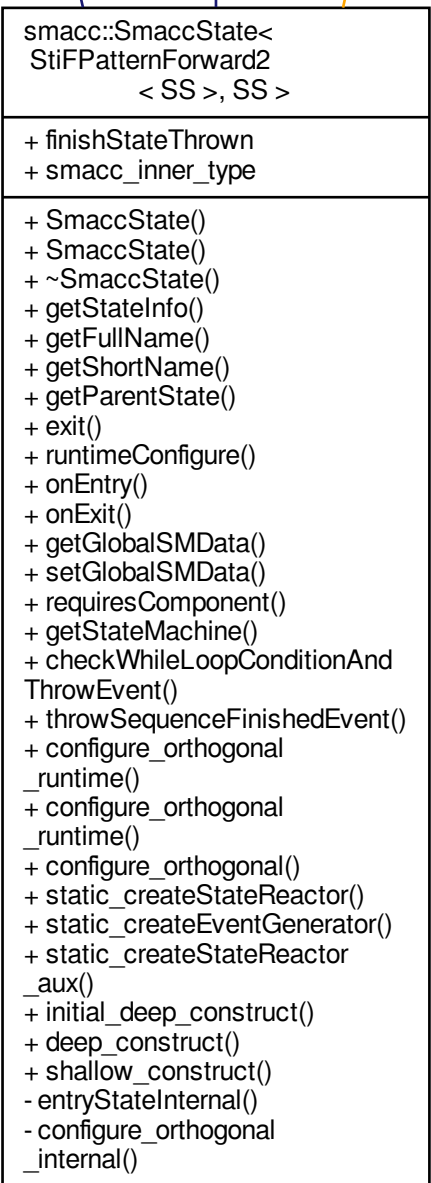 smacc::SmaccState<
StiFPatternForward2
< SS >, SS >
+ finishStateThrown
+ smacc_inner_type
+ SmaccState()
+ SmaccState()
+ ~SmaccState()
+ getStateInfo()
+ getFullName()
+ getShortName()
+ getParentState()
+ exit()
+ runtimeConfigure()
+ onEntry()
+ onExit()
+ getGlobalSMData()
+ setGlobalSMData()
+ requiresComponent()
+ getStateMachine()
+ checkWhileLoopConditionAnd
ThrowEvent()
+ throwSequenceFinishedEvent()
+ configure_orthogonal
_runtime()
+ configure_orthogonal
_runtime()
+ configure_orthogonal()
+ static_createStateReactor()
+ static_createEventGenerator()
+ static_createStateReactor
_aux()
+ initial_deep_construct()
+ deep_construct()
+ shallow_construct()
- entryStateInternal()
- configure_orthogonal
_internal()